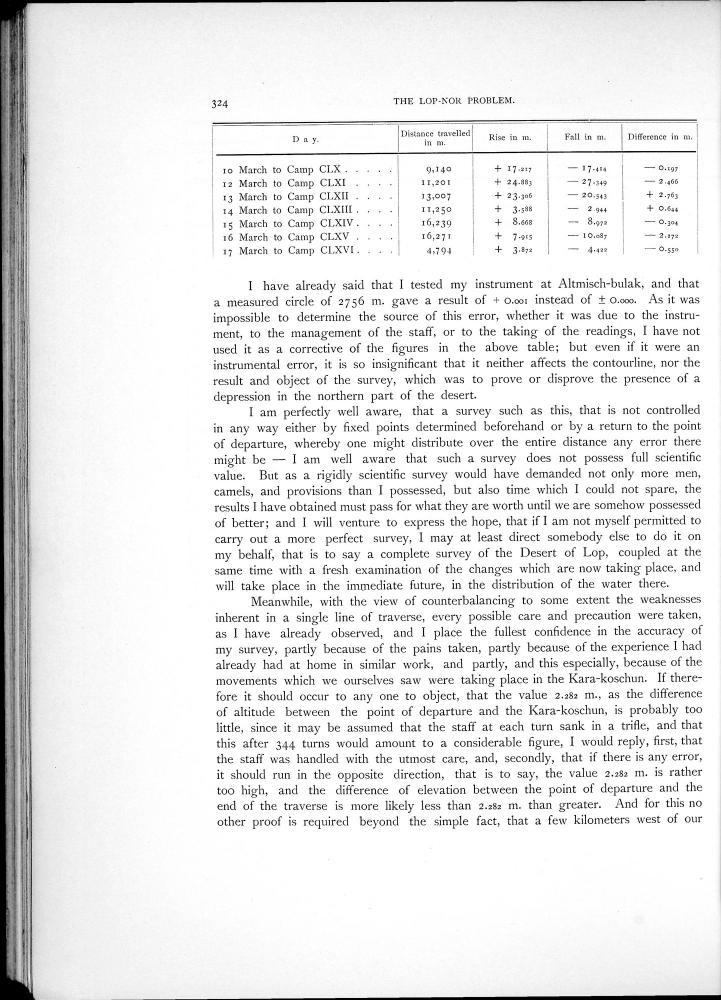 324
THE LOP-NOR PROBLEM.
Day. Distance travelled in m. Rise in m. Fall in m. Difference in m.
10 March to Camp CLX . . . . . 9,140 + 17.217 — 17.414 — 0.197
12 March to Camp CLXI . . . . 11,201 + 24.883 — 27.349 — 2.466
13 March to Camp CLXII . . . . 13,007 + 23.306 — 20.543 + 2.763
14 March to Camp CLXIII . . . . 11,250 + 3.588 — 2.944 + 0.644
15 March to Camp CLXIV . . . . 16,239 + 8.668 — 8.972 — 0.304
16 March to Camp CLXV . . . . 16,271 + 7.915 — 10.087 — 2.172
17 March to Camp CLXVI . . . . 4,794 + 3.872 — 4.422 — 0.550
I have already said that I tested my instrument at Altmisch-bulak, and that
a measured circle of 2756 m. gave a result of + 0.001 instead of ± 0.000. As it was
impossible to determine the source of this error, whether it was due to the instru-
ment, to the management of the staff, or to the taking of the readings, I have not
used it as a corrective of the figures in the above table; but even if it were an
instrumental error, it is so insignificant that it neither affects the contourline, nor the
result and object of the survey, which was to prove or disprove the presence of a
depression in the northern part of the desert.
I am perfectly well aware, that a survey such as this, that is not controlled
in any way either by fixed points determined beforehand or by a return to the point
of departure, whereby one might distribute over the entire distance any error there
might be — I am well aware that such a survey does not possess full scientific
value. But as a rigidly scientific survey would have demanded not only more men,
camels, and provisions than I possessed, but also time which I could not spare, the
results I have obtained must pass for what they are worth until we are somehow possessed
of better; and I will venture to express the hope, that if I am not myself permitted to
carry out a more perfect survey, I may at least direct somebody else to do it on
my behalf, that is to say a complete survey of the Desert of Lop, coupled at the
same time with a fresh examination of the changes which are now taking place, and
will take place in the immediate future, in the distribution of the water there.
Meanwhile, with the view of counterbalancing to some extent the weaknesses
inherent in a single line of traverse, every possible care and precaution were taken,
as I have already observed, and I place the fullest confidence in the accuracy of
my survey, partly because of the pains taken, partly because of the experience I had
already had at home in similar work, and partly, and this especially, because of the
movements which we ourselves saw were taking place in the Kara-koschun. If there-
fore it should occur to any one to object, that the value 2.282 m., as the difference
of altitude between the point of departure and the Kara-koschun, is probably too
little, since it may be assumed that the staff at each turn sank in a trifle, and that
this after 344 turns would amount to a considerable figure, I would reply, first, that
the staff was handled with the utmost care, and, secondly, that if there is any error,
it should run in the opposite direction, that is to say, the value 2.282 m. is rather
too high, and the difference of elevation between the point of departure and the
end of the traverse is more likely less than 2.282 m. than greater. And for this no
other proof is required beyond the simple fact, that a few kilometers west of our